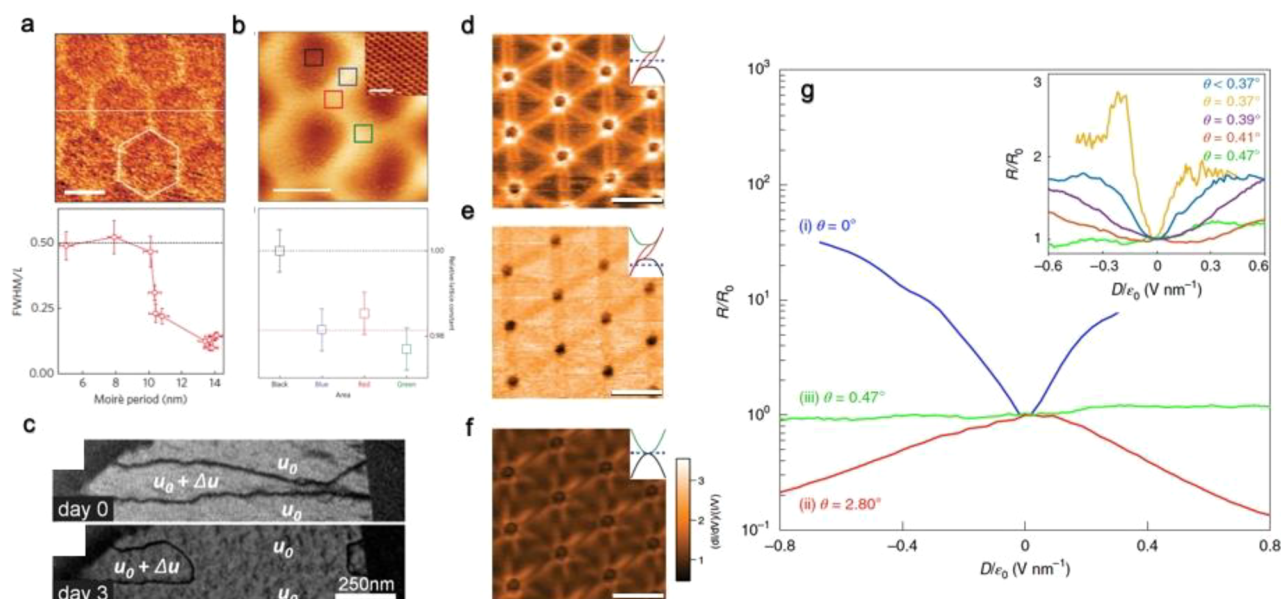 a
b
0.50
0.25
0.00
FWHM/L
6
8
10
12
14
Moirè period (nm)
1.00
0.98
Relative lattice constant
Black
Blue
Red
Green
Area
c
u0
u0 + Δu
u0
day 0
u0
u0 + Δu
u0
day 3
250nm
d
e
f
3
2
1
(dI/dV)/(I/V)
g
10³
10²
10¹
10⁰
10⁻¹
R/R0
(i) θ = 0°
(iii) θ = 0.47°
(ii) θ = 2.80°
−0.8
−0.4
0
0.4
0.8
D/ε0 (V nm⁻¹)
3
2
1
R/R0
θ < 0.37°
θ = 0.37°
θ = 0.39°
θ = 0.41°
θ = 0.47°
−0.6
−0.3
0
0.3
0.6
D/ε0 (V nm⁻¹)